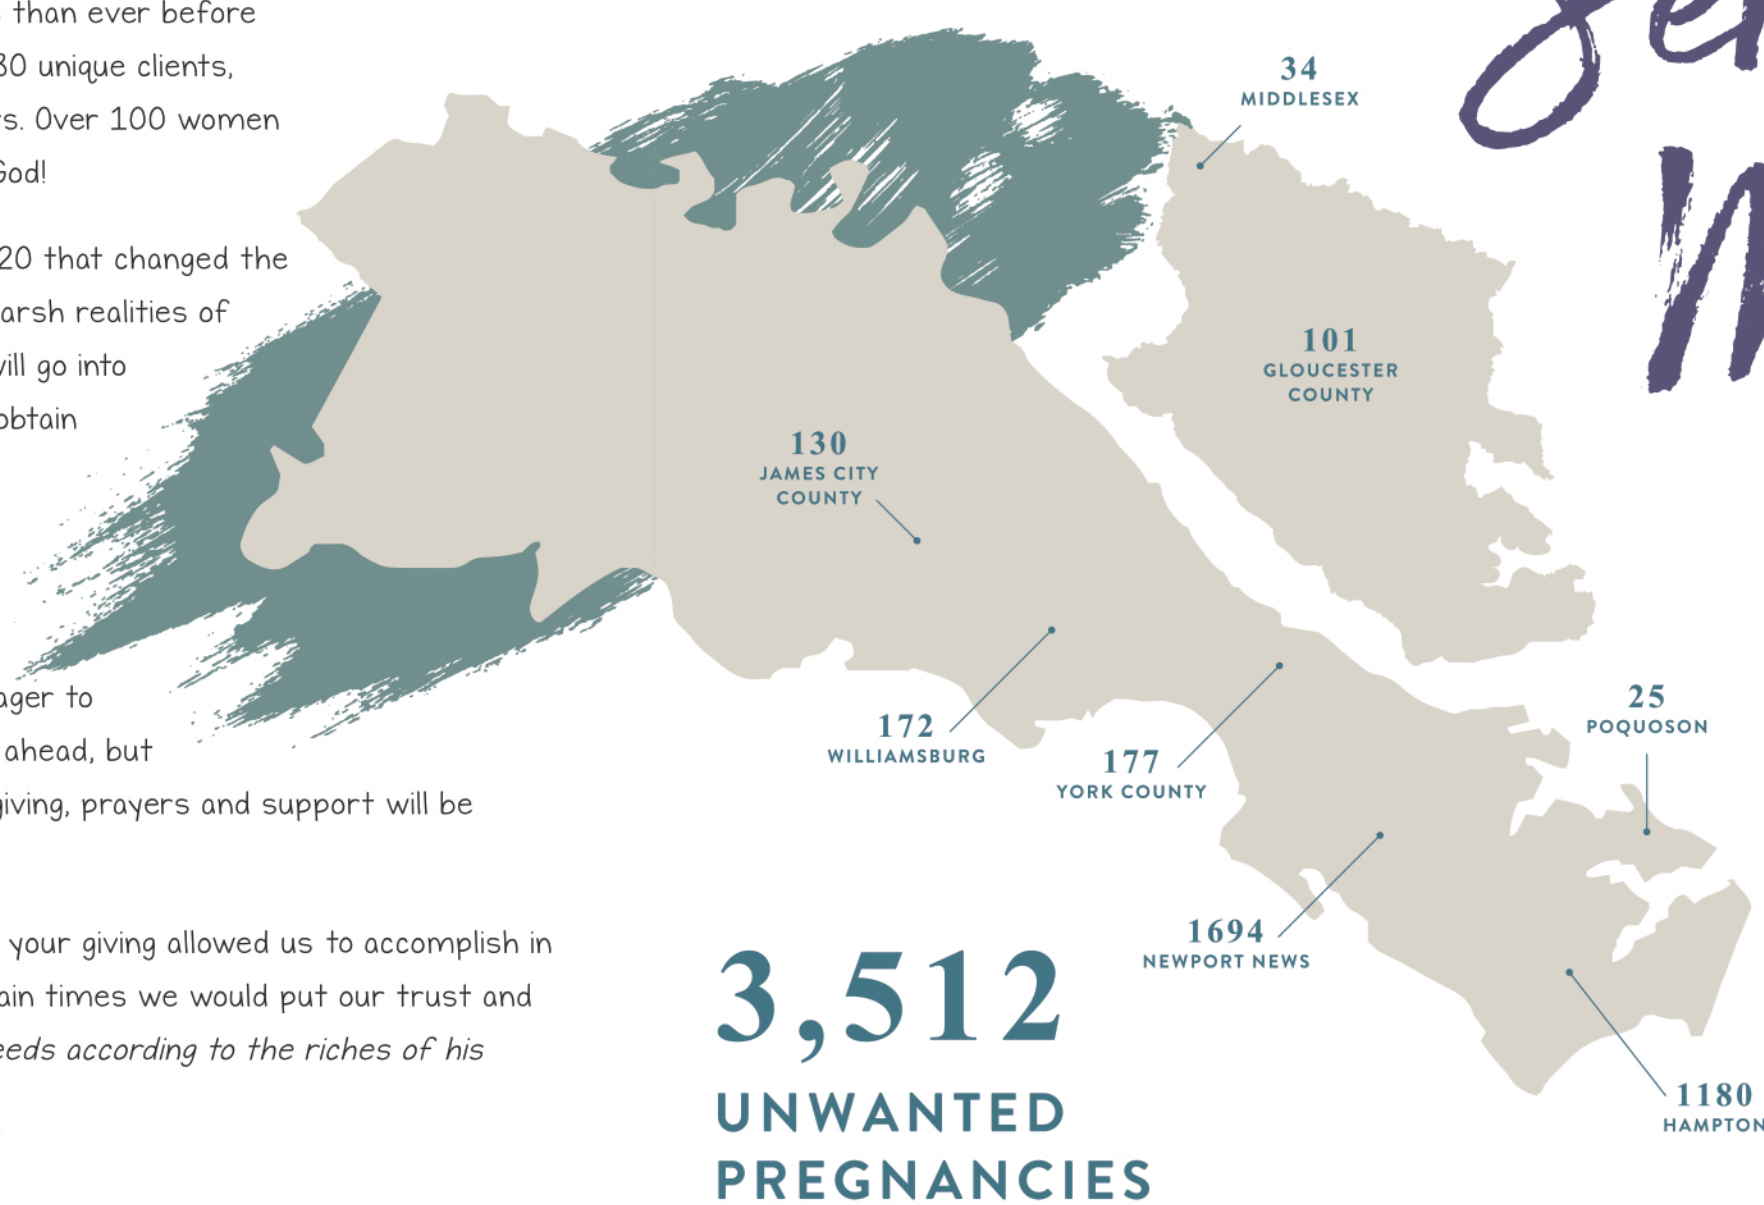 than ever before
80 unique clients,
rs. Over 100 women
God!
20 that changed the
arsh realities of
will go into
obtain
ager to
ahead, but
giving, prayers and support will be
your giving allowed us to accomplish in
ain times we would put our trust and
eeds according to the riches of his
34
MIDDLESEX
101
GLOUCESTER
COUNTY
130
JAMES CITY
COUNTY
172
WILLIAMSBURG
177
YORK COUNTY
25
POQUOSON
1694
NEWPORT NEWS
1180
HAMPTON
3,512
UNWANTED
PREGNANCIES